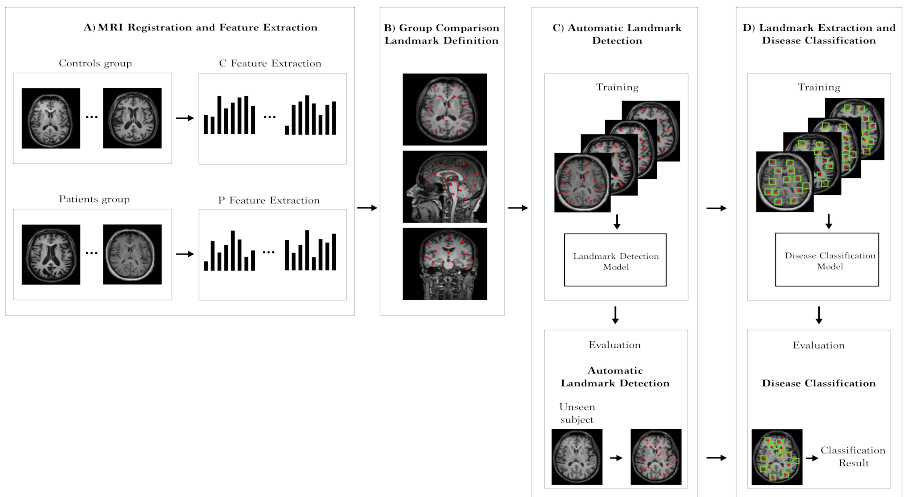 A) MRI Registration and Feature Extraction
Controls group
C Feature Extraction
...
...
Patients group
P Feature Extraction
...
...
B) Group Comparison
Landmark Definition
C) Automatic Landmark
Detection
Training
Landmark Detection
Model
Evaluation
Automatic
Landmark Detection
Unseen
subject
D) Landmark Extraction and
Disease Classification
Training
Disease Classification
Model
Evaluation
Disease Classification
Classification
Result